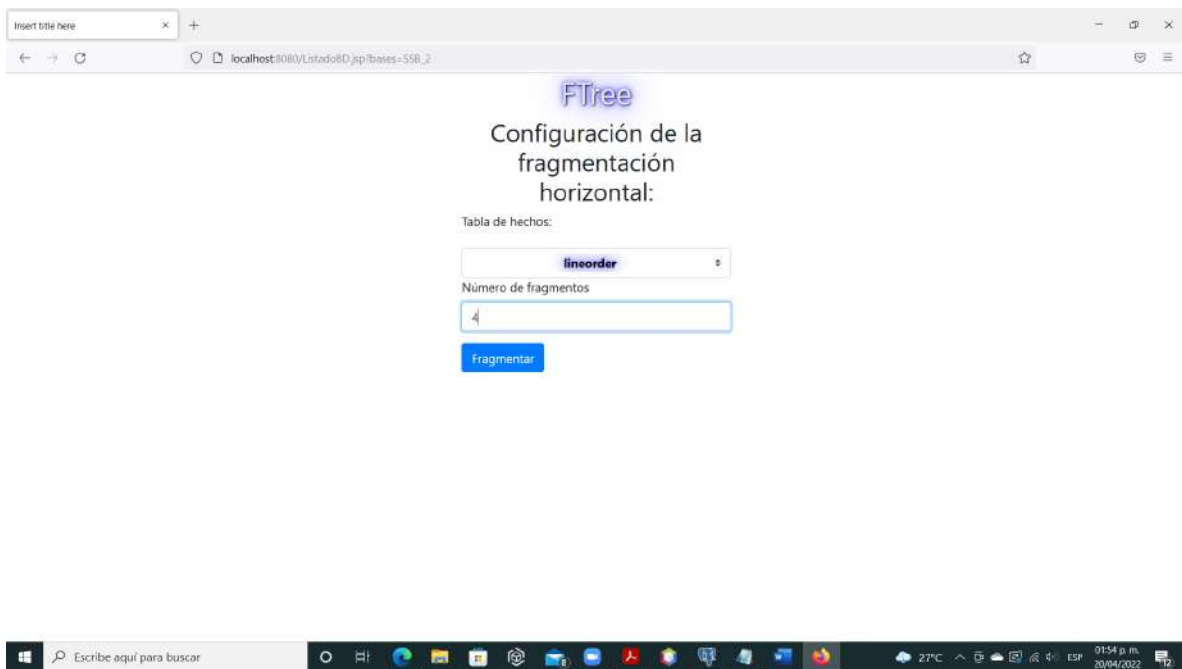 Insert title here
localhost:8080/ListadoBD.jsp?bases=SSB_2
FTree
Configuración de la
fragmentación
horizontal:
Tabla de hechos:
lineorder
Número de fragmentos
4
Fragmentar
Escribe aquí para buscar
27°C
ESP
01:54 p. m.
20/04/2022
12